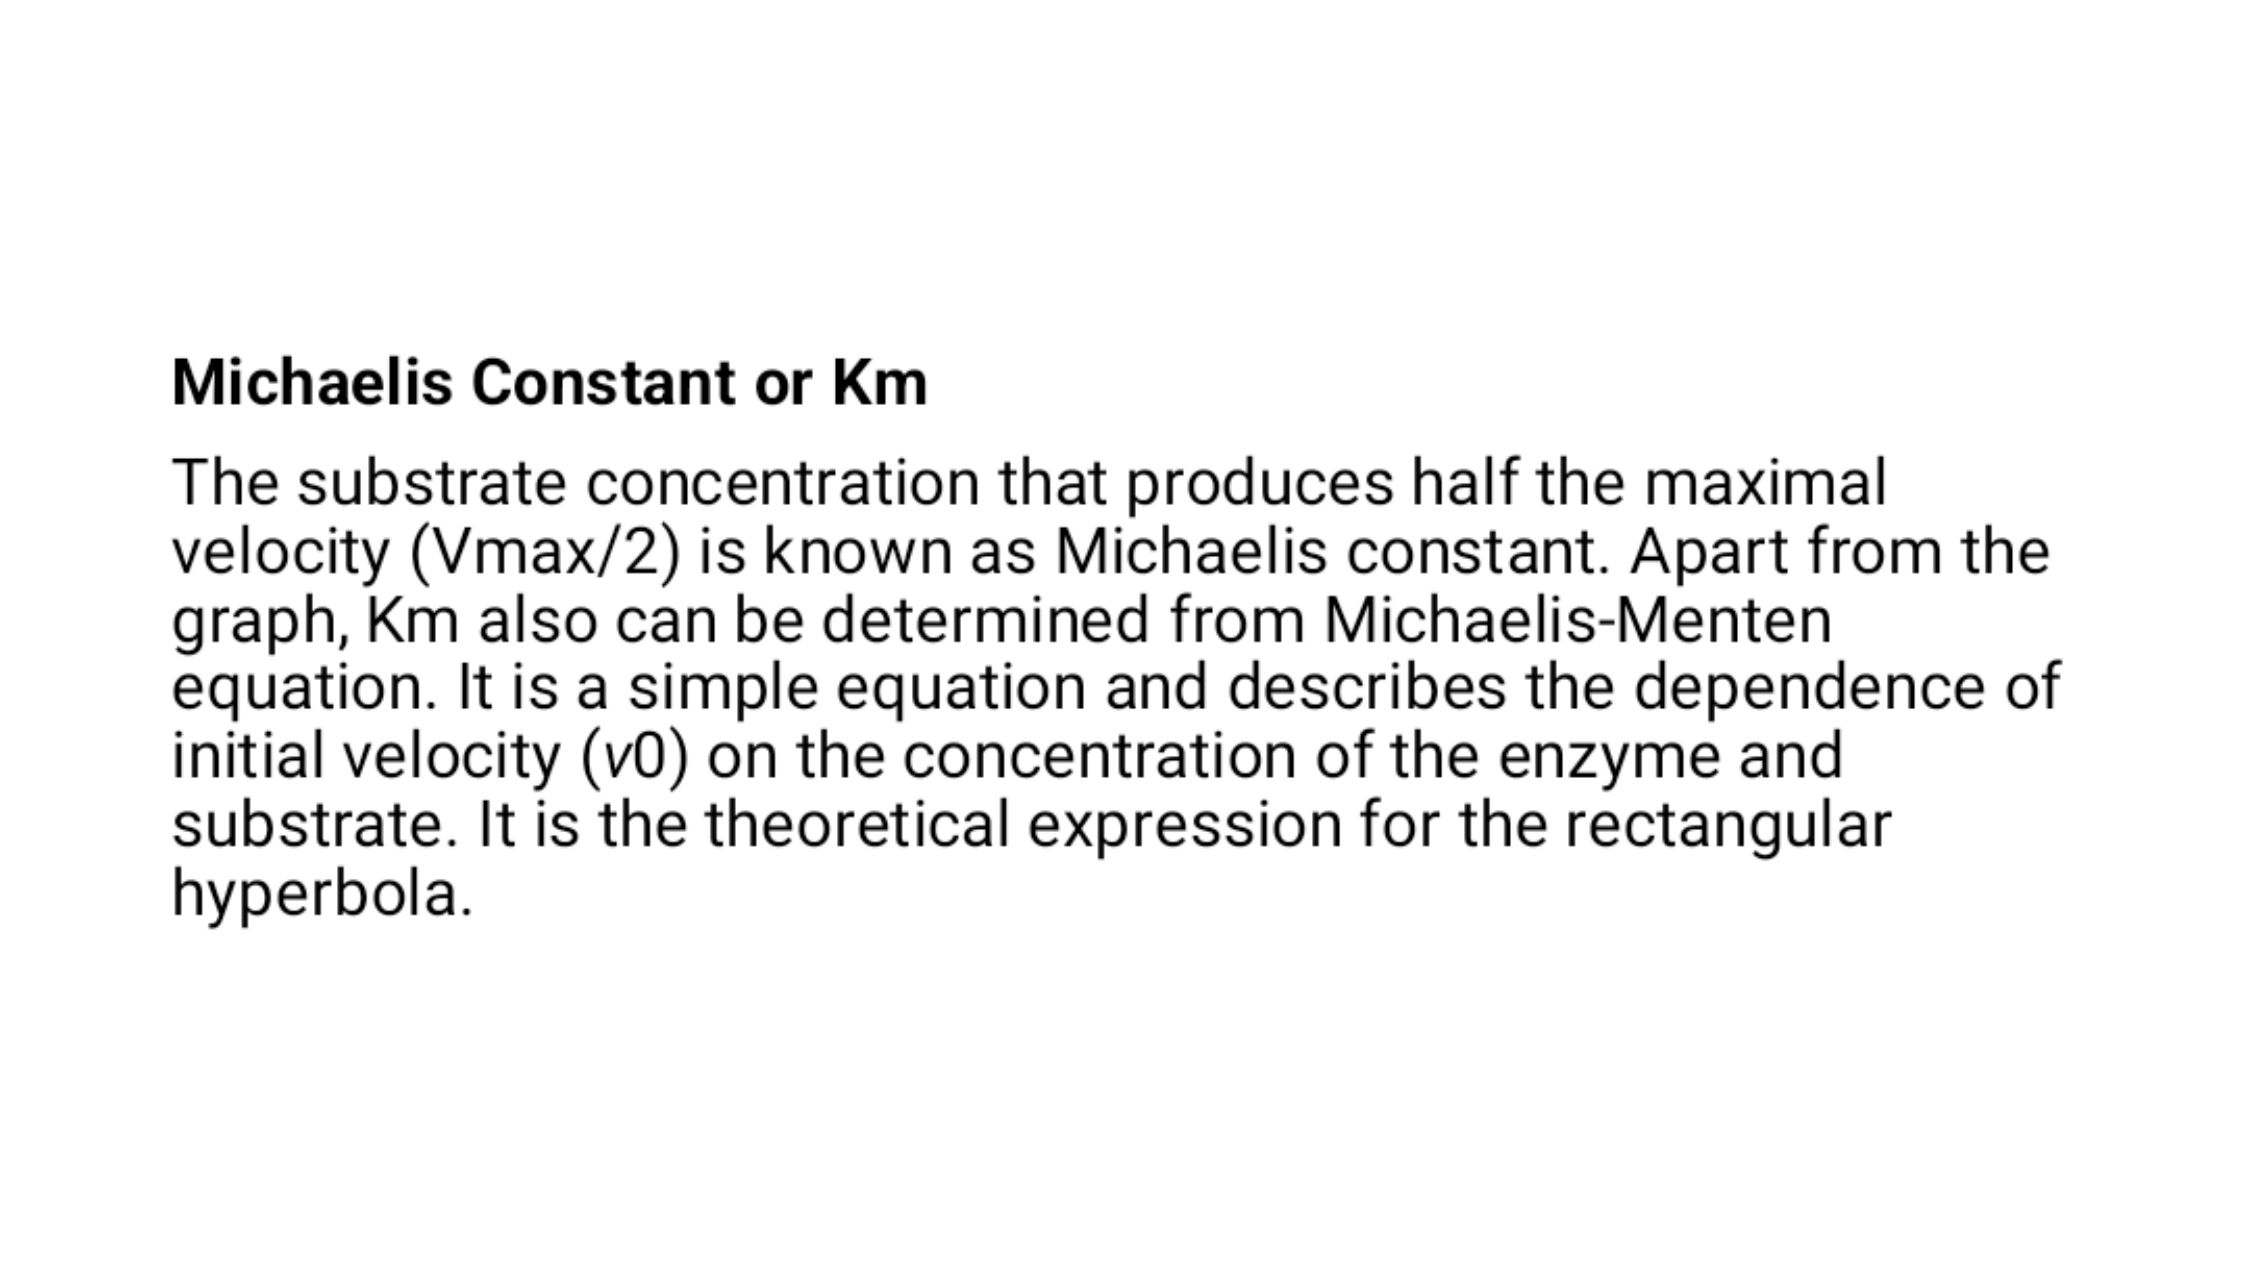 Michaelis Constant or Km
The substrate concentration that produces half the maximal
velocity (Vmax/2) is known as Michaelis constant. Apart from the
graph, Km also can be determined from Michaelis-Menten
equation. It is a simple equation and describes the dependence of
initial velocity (v0) on the concentration of the enzyme and
substrate. It is the theoretical expression for the rectangular
hyperbola.